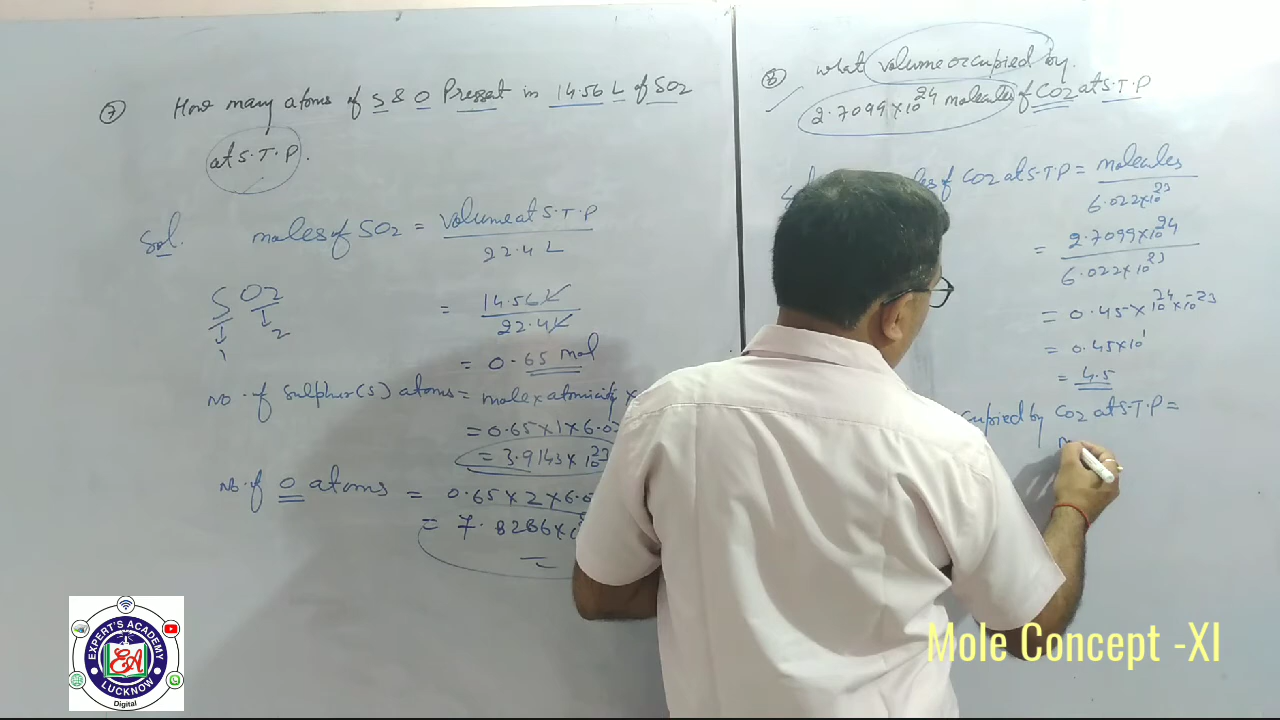 ⑦ How many atoms of S & O Present in 14.56 L of SO2
at S.T.P.
Sol. moles of SO2 = Volume at S.T.P / 22.4 L
S O2
1 2
= 14.56 L / 22.4 L
= 0.65 mol
No. of Sulphur(S) atoms = mole x atomicity x
= 0.65 x 1 x 6.0
= 3.9143 x 10^23
No. of O atoms = 0.65 x 2 x 6.0
= 7.8286 x
⑧ what volume occupied by
2.7099 x 10^24 molecules of CO2 at S.T.P
of CO2 at S.T.P = molecules / 6.022 x 10^23
= 2.7099 x 10^24 / 6.022 x 10^23
= 0.45 x 10^24 x 10^-23
= 0.45 x 10^1
= 4.5
cupied by CO2 at S.T.P =
EXPERT'S ACADEMY
EA
LUCKNOW
Digital
Mole Concept -XI